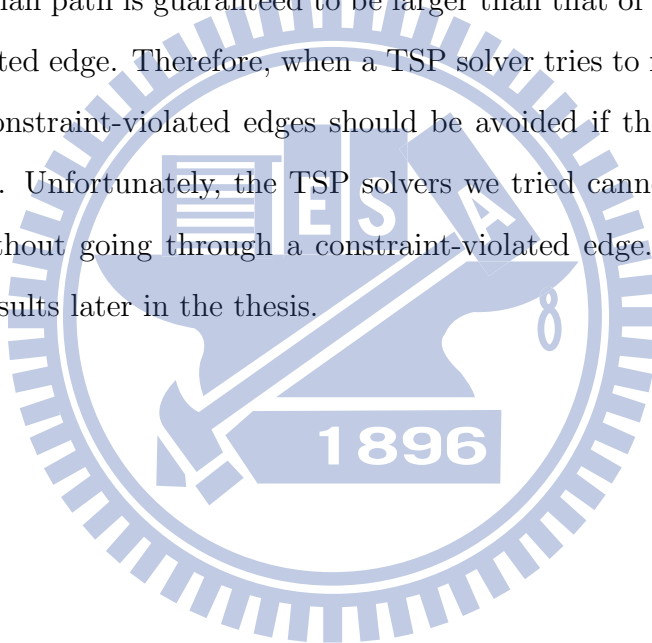 path is guaranteed to be larger than that of
ted edge. Therefore, when a TSP solver tries to
onstraint-violated edges should be avoided if th
. Unfortunately, the TSP solvers we tried cann
thout going through a constraint-violated edge.
sults later in the thesis.
E S A
8
1896